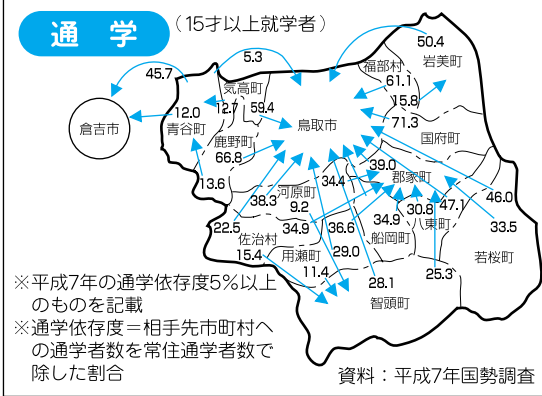 通 学
（15才以上就学者）
50.4
5.3
45.7
福部村
岩美町
61.1
気高町
12.7
59.4
15.8
倉吉市
12.0
鳥取市
71.3
青谷町
国府町
鹿野町
66.8
39.0
13.6
34.4
郡家町
河原町
38.3
9.2
46.0
30.8
47.1
22.5
34.9
36.6
34.9
八東町
33.5
佐治村
船岡町
15.4
用瀬町
29.0
若桜町
11.4
25.3
28.1
智頭町
※平成7年の通学依存度5％以上
のものを記載
※通学依存度＝相手先市町村へ
の通学者数を常住通学者数で
除した割合
資料：平成7年国勢調査